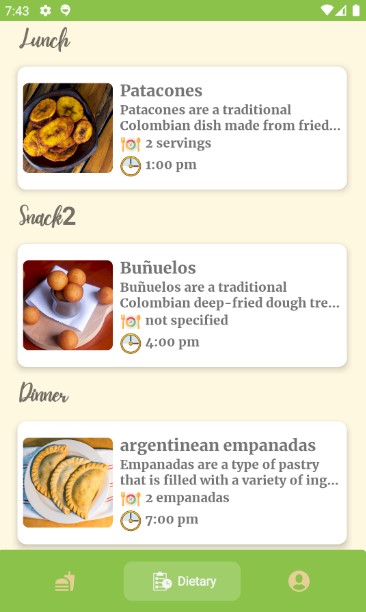 7:43
Lunch
Patacones
Patacones are a traditional
Colombian dish made from fried...
2 servings
1:00 pm
Snack2
Buñuelos
Buñuelos are a traditional
Colombian deep-fried dough tre...
not specified
4:00 pm
Dinner
argentinean empanadas
Empanadas are a type of pastry
that is filled with a variety of ing...
2 empanadas
7:00 pm
Dietary